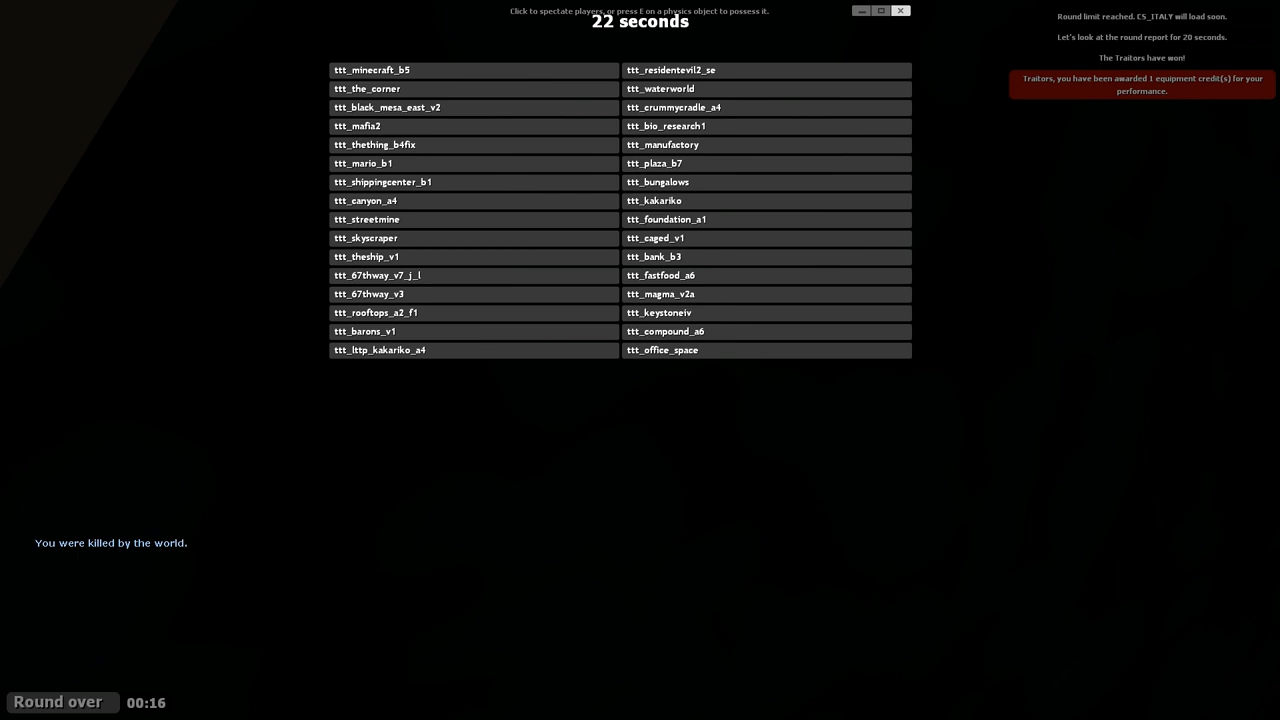 Click to spectate players, or press E on a physics object to possess it.
22 seconds
Round limit reached. CS_ITALY will load soon.
Let's look at the round report for 20 seconds.
The Traitors have won!
Traitors, you have been awarded 1 equipment credit(s) for your
performance.
ttt_minecraft_b5
ttt_residentevil2_se
ttt_the_corner
ttt_waterworld
ttt_black_mesa_east_v2
ttt_crummycradle_a4
ttt_mafia2
ttt_bio_research1
ttt_thething_b4fix
ttt_manufactory
ttt_mario_b1
ttt_plaza_b7
ttt_shippingcenter_b1
ttt_bungalows
ttt_canyon_a4
ttt_kakariko
ttt_streetmine
ttt_foundation_a1
ttt_skyscraper
ttt_caged_v1
ttt_theship_v1
ttt_bank_b3
ttt_67thway_v7_j_l
ttt_fastfood_a6
ttt_67thway_v3
ttt_magma_v2a
ttt_rooftops_a2_f1
ttt_keystoneiv
ttt_barons_v1
ttt_compound_a6
ttt_lttp_kakariko_a4
ttt_office_space
You were killed by the world.
Round over 00:16